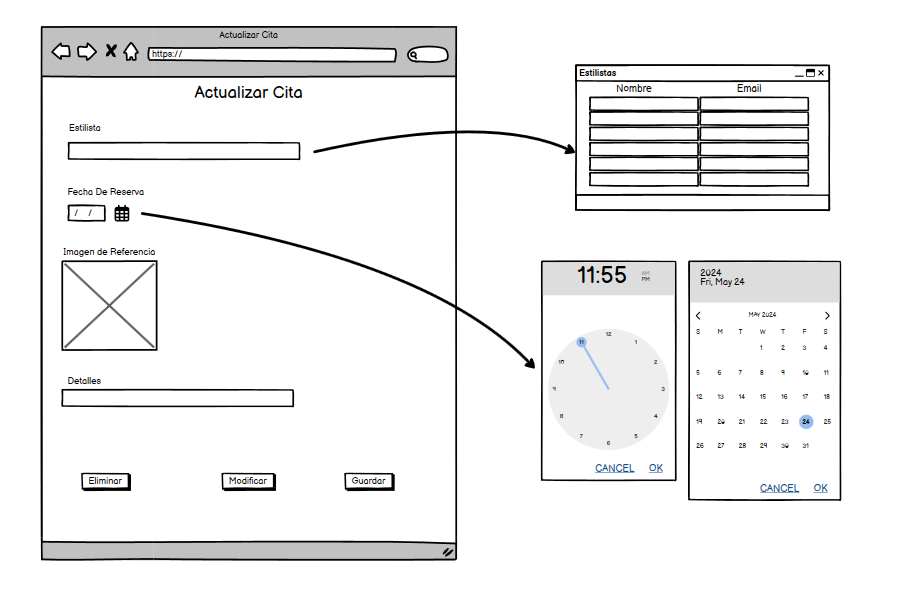 Actualizar Cita
https://
Actualizar Cita
Estilista
Fecha De Reserva
/ /
Imagen de Referencia
Detalles
Eliminar Modificar Guardar
Estilistas
Nombre Email
11:55 AM
PM
12
11 1
10 2
9 3
8 4
7 5
6
CANCEL OK
2024
Fri, May 24
MAY 2024
S M T W T F S
1 2 3 4
5 6 7 8 9 10 11
12 13 14 15 16 17 18
19 20 21 22 23 24 25
26 27 28 29 30 31
CANCEL OK